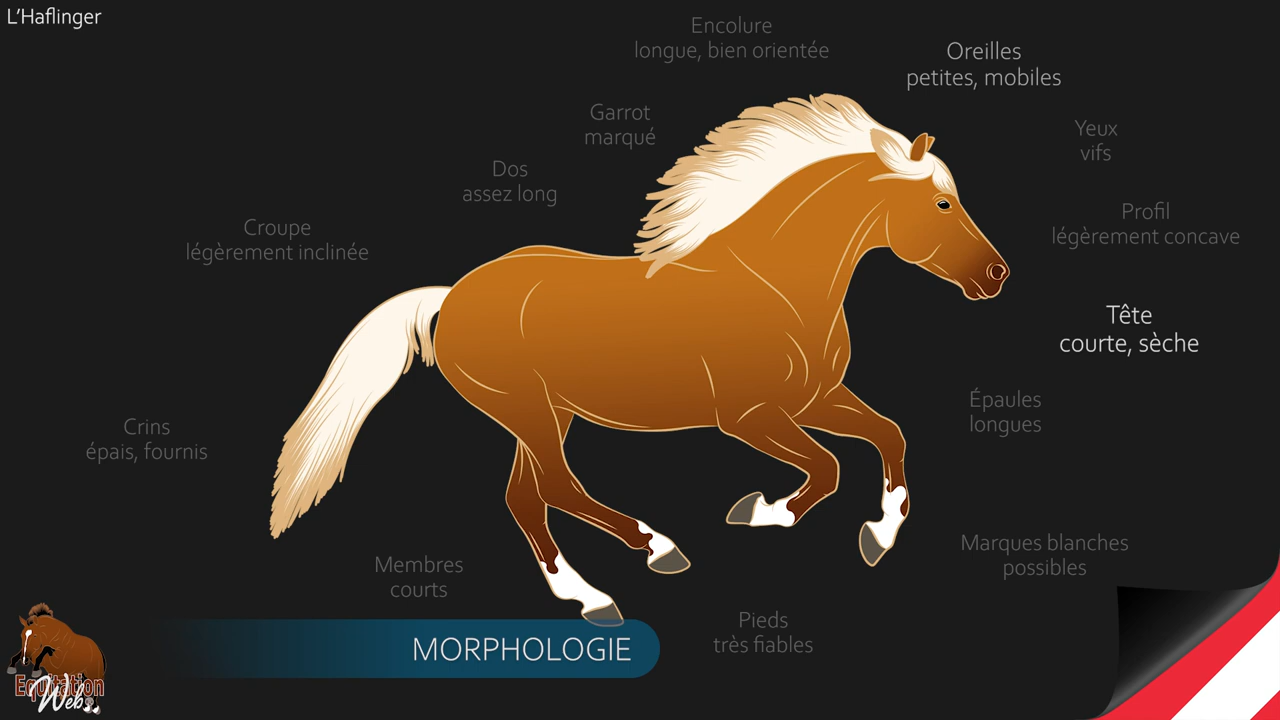 L'Haflinger
Encolure
longue, bien orientée
Oreilles
petites, mobiles
Garrot
marqué
Yeux
vifs
Dos
assez long
Profil
légèrement concave
Croupe
légèrement inclinée
Tête
courte, sèche
Épaules
longues
Crins
épais, fournis
Marques blanches
possibles
Membres
courts
Pieds
très fiables
MORPHOLOGIE
Equitation
Webs